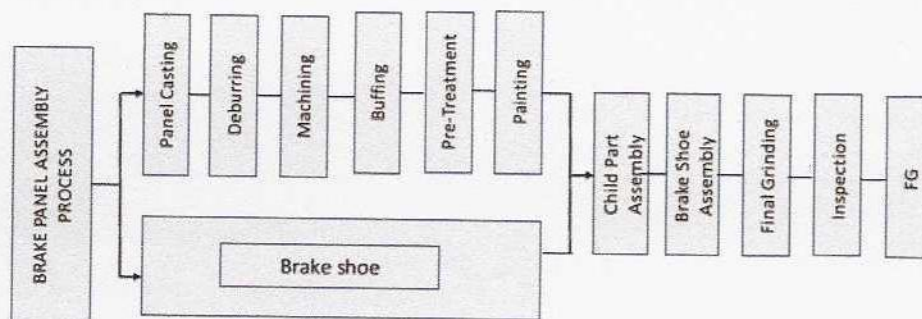 BRAKE PANEL ASSEMBLY
PROCESS
Panel Casting
Deburring
Machining
Buffing
Pre-Treatment
Painting
Brake shoe
Child Part
Assembly
Brake Shoe
Assembly
Final Grinding
Inspection
FG